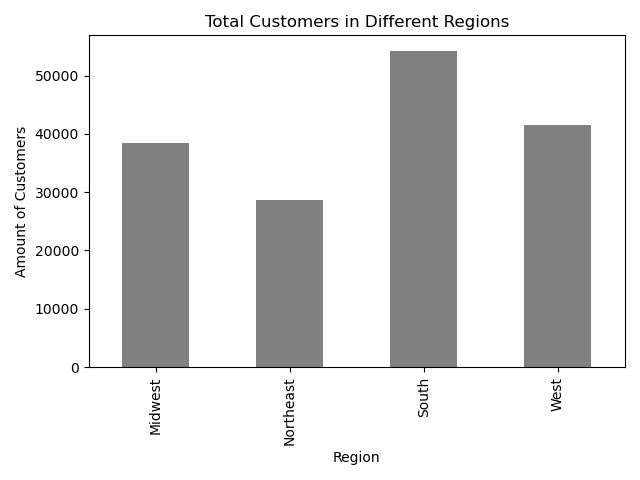 Total Customers in Different Regions
50000
40000
30000
20000
10000
0
Amount of Customers
Midwest
Northeast
South
West
Region